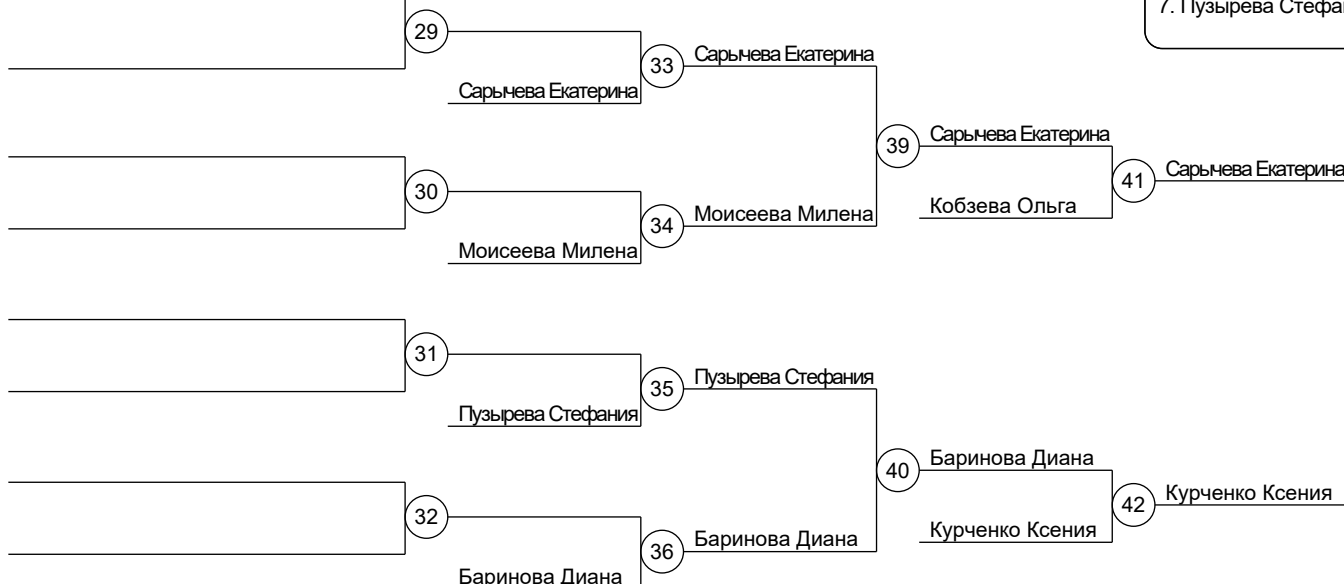 7. Пузырева
29
33
Сарычева Екатерина
Сарычева Екатерина
39
Сарычева Екатерина
41
Сарычева Екатерина
30
34
Моисеева Милена
Кобзева Ольга
Моисеева Милена
31
35
Пузырева Стефания
Пузырева Стефания
40
Баринова Диана
42
Курченко Ксения
32
36
Баринова Диана
Курченко Ксения
Баринова Диана